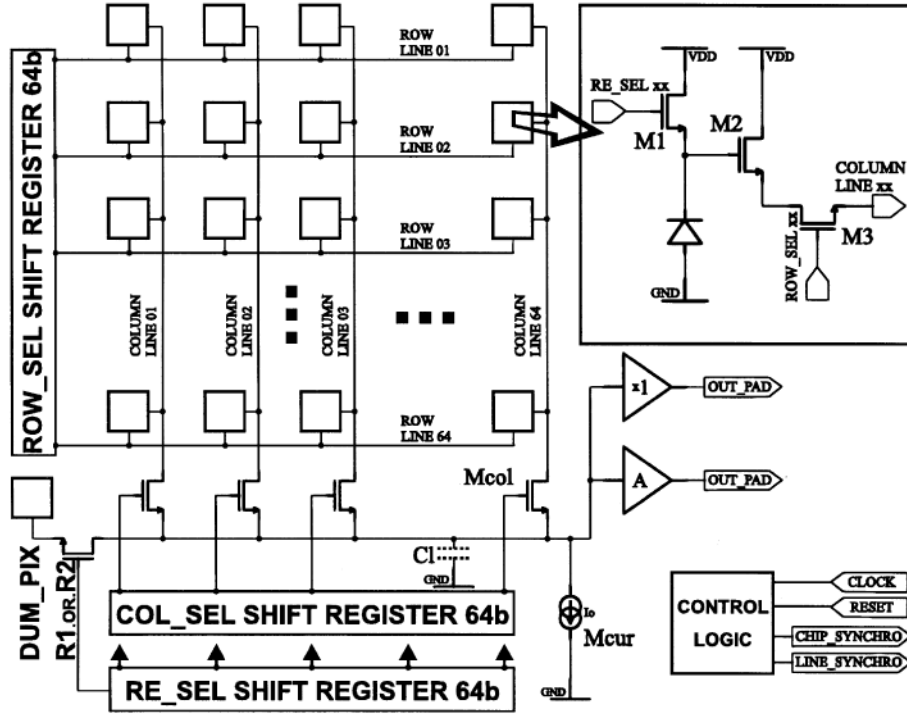 ROW_SEL SHIFT REGISTER 64b
ROW
LINE 01
ROW
LINE 02
ROW
LINE 03
COLUMN
LINE 01
COLUMN
LINE 02
COLUMN
LINE 03
COLUMN
LINE 64
ROW
LINE 64
VDD
VDD
RE_SEL xx
M1
M2
COLUMN
LINE xx
M3
ROW_SEL xx
GND
x1
OUT_PAD
A
OUT_PAD
Mcol
DUM_PIX
R1.OR.R2
Cl
GND
Io
Mcur
GND
COL_SEL SHIFT REGISTER 64b
RE_SEL SHIFT REGISTER 64b
CONTROL
LOGIC
CLOCK
RESET
CHIP_SYNCHRO
LINE_SYNCHRO